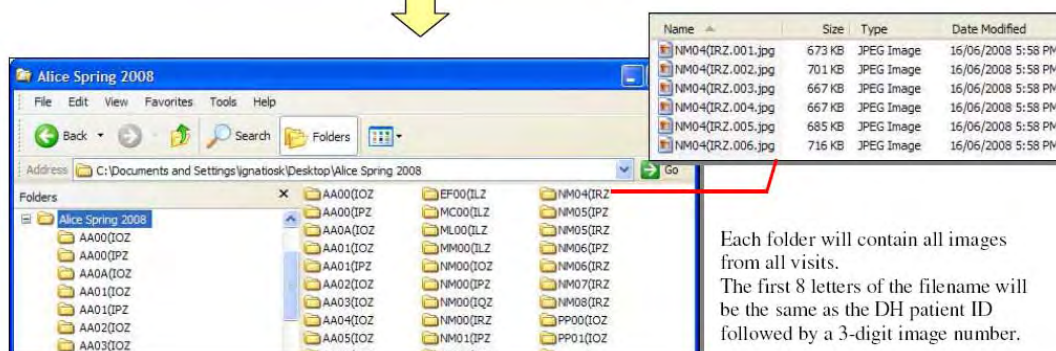 Name Size Type Date Modified
NM04(IRZ.001.jpg 673 KB JPEG Image 16/06/2008 5:58 PM
NM04(IRZ.002.jpg 701 KB JPEG Image 16/06/2008 5:58 PM
NM04(IRZ.003.jpg 667 KB JPEG Image 16/06/2008 5:58 PM
NM04(IRZ.004.jpg 667 KB JPEG Image 16/06/2008 5:58 PM
NM04(IRZ.005.jpg 685 KB JPEG Image 16/06/2008 5:58 PM
NM04(IRZ.006.jpg 716 KB JPEG Image 16/06/2008 5:58 PM
Alice Spring 2008
File Edit View Favorites Tools Help
Back Search Folders
Address C:\Documents and Settings\ignatiosk\Desktop\Alice Spring 2008 Go
Folders
Alice Spring 2008
AA00(IOZ
AA00(IPZ
AA0A(IOZ
AA01(IOZ
AA01(IPZ
AA02(IOZ
AA03(IOZ
AA00(IOZ EF00(ILZ NM04(IRZ
AA00(IPZ MC00(ILZ NM05(IPZ
AA0A(IOZ ML00(ILZ NM05(IRZ
AA01(IOZ MM00(ILZ NM06(IPZ
AA01(IPZ NM00(IOZ NM06(IRZ
AA02(IOZ NM00(IPZ NM07(IRZ
AA03(IOZ NM00(IQZ NM08(IRZ
AA04(IOZ NM00(IRZ PP00(IOZ
AA05(IOZ NM01(IPZ PP01(IOZ
Each folder will contain all images
from all visits.
The first 8 letters of the filename will
be the same as the DH patient ID
followed by a 3-digit image number.